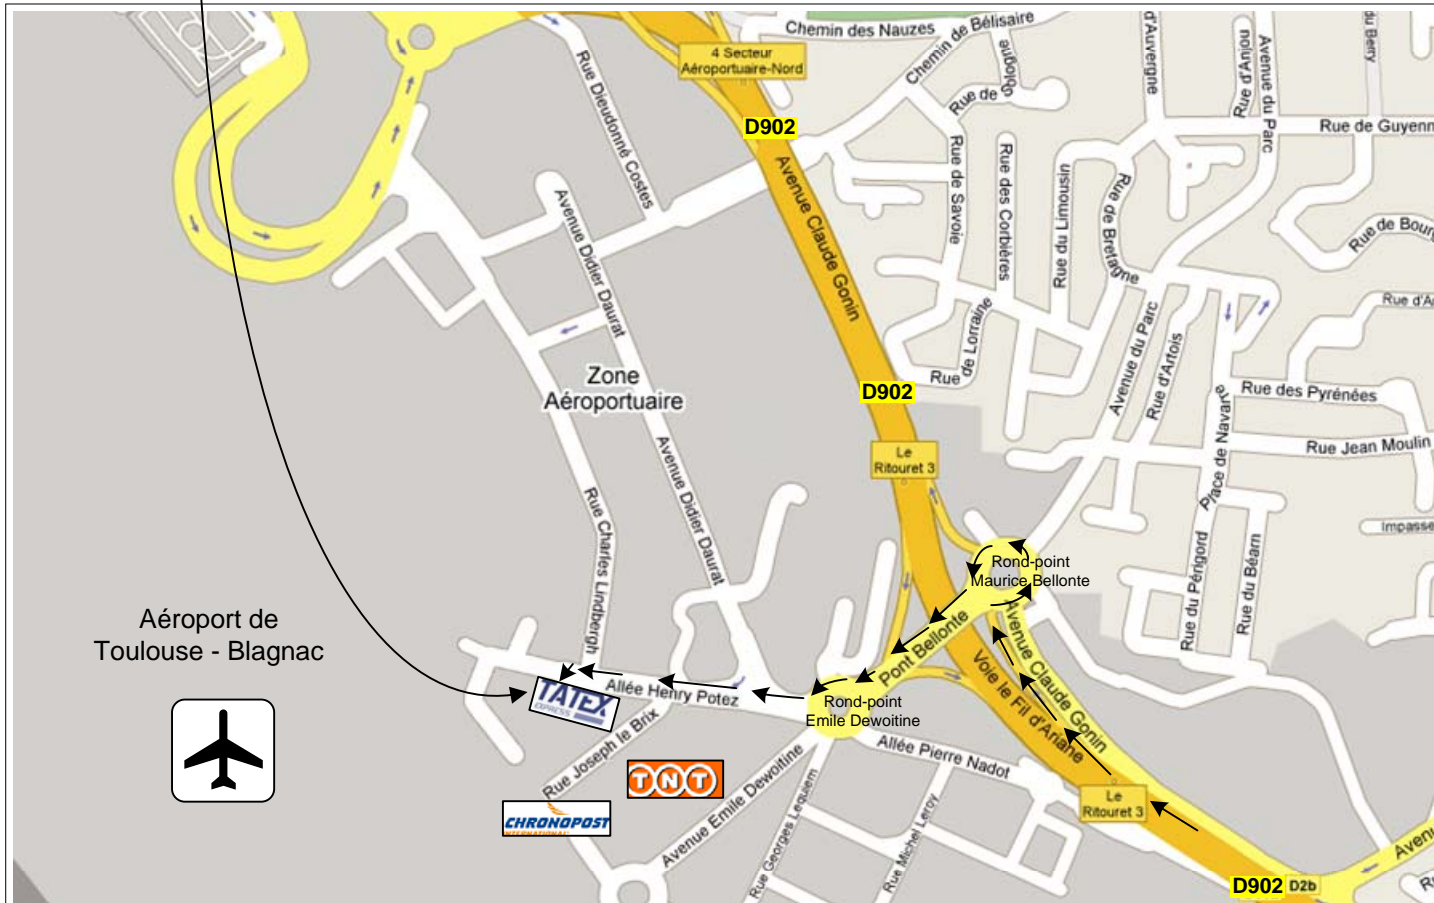 Chemin des Nauzes
Chemin de Bélisaire
d'Auvergne
Rue d'Anjou
Avenue du Parc
du Berry
4 Secteur
Aéroportuaire-Nord
Rue Dieudonné Costes
D902
Rue de
ologne
Rue de Guyenn
Avenue Claude Gonin
Rue de Savoie
Rue des Corbières
Rue du Limousin
Rue de Bretagne
Avenue Didier Daurat
Rue de Bourg
Rue d'A
Rue de Lorraine
Avenue du Parc
Rue d'Artois
Zone
Aéroportuaire
D902
Rue des Pyrénées
Place de Navarre
Rue Jean Moulin
Le
Ritouret 3
Avenue Didier Daurat
Rue Charles Lindbergh
Impasse
Rond-point
Maurice Bellonte
Rue du Périgord
Rue du Béarn
Aéroport de
Toulouse - Blagnac
Pont Bellonte
Avenue Claude Gonin
Voie le Fil d'Ariane
TATEX
EXPRESS
Allée Henry Potez
Rond-point
Emile Dewoitine
Rue Joseph le Brix
Allée Pierre Nadot
TNT
CHRONOPOST
INTERNATIONAL
Avenue Emile Dewoitine
Rue Georges Lequiem
Rue Michel Leroy
Le
Ritouret 3
Avenu
D902
D2b